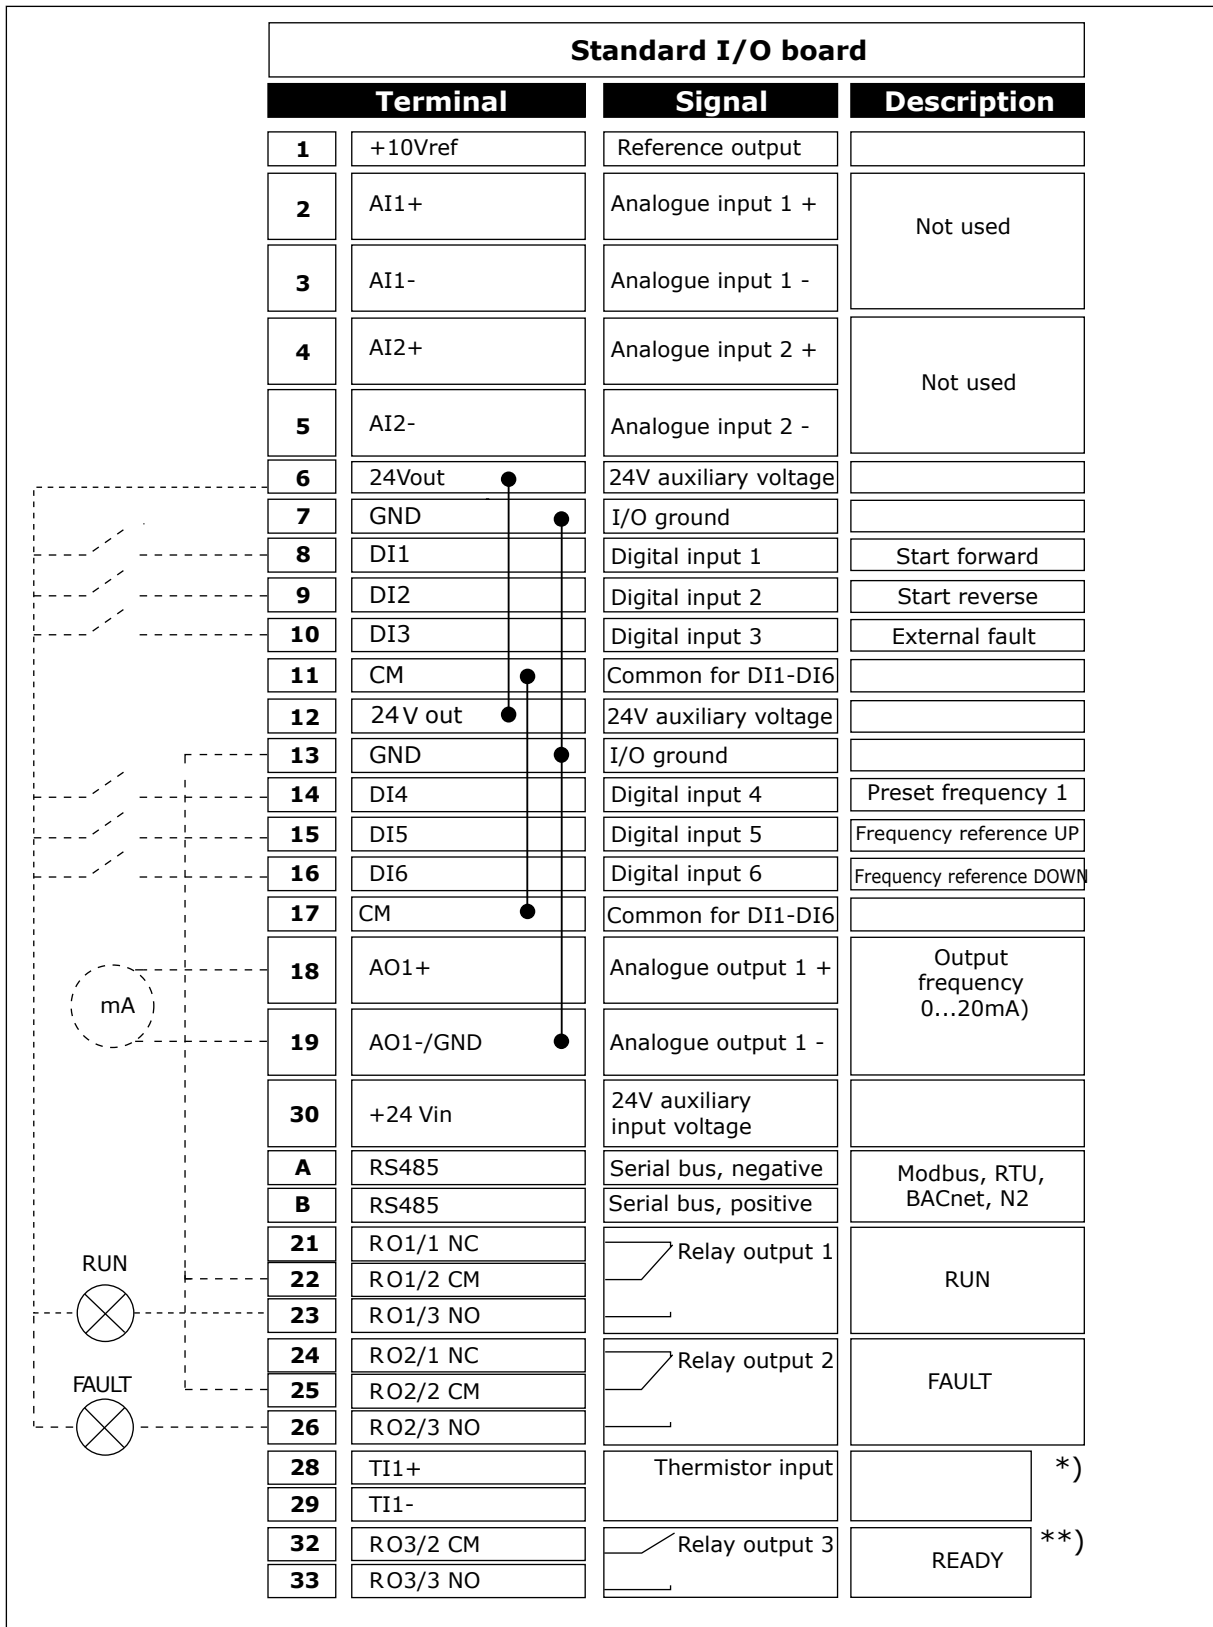 Standard I/O board
Terminal Signal Description
1 +10Vref Reference output
2 AI1+ Analogue input 1 +
Not used
3 AI1- Analogue input 1 -
4 AI2+ Analogue input 2 +
Not used
5 AI2- Analogue input 2 -
6 24Vout 24V auxiliary voltage
7 GND I/O ground
8 DI1 Digital input 1 Start forward
9 DI2 Digital input 2 Start reverse
10 DI3 Digital input 3 External fault
11 CM Common for DI1-DI6
12 24V out 24V auxiliary voltage
13 GND I/O ground
14 DI4 Digital input 4 Preset frequency 1
15 DI5 Digital input 5 Frequency reference UP
16 DI6 Digital input 6 Frequency reference DOWN
17 CM Common for DI1-DI6
18 AO1+ Analogue output 1 + Output
frequency
0...20mA)
mA
19 AO1-/GND Analogue output 1 -
30 +24 Vin 24V auxiliary
input voltage
A RS485 Serial bus, negative Modbus, RTU,
B RS485 Serial bus, positive BACnet, N2
21 RO1/1 NC Relay output 1
RUN
22 RO1/2 CM RUN
23 RO1/3 NO
24 RO2/1 NC Relay output 2
FAULT
25 RO2/2 CM FAULT
26 RO2/3 NO
28 TI1+ Thermistor input *)
29 TI1-
32 RO3/2 CM Relay output 3 READY **)
33 RO3/3 NO